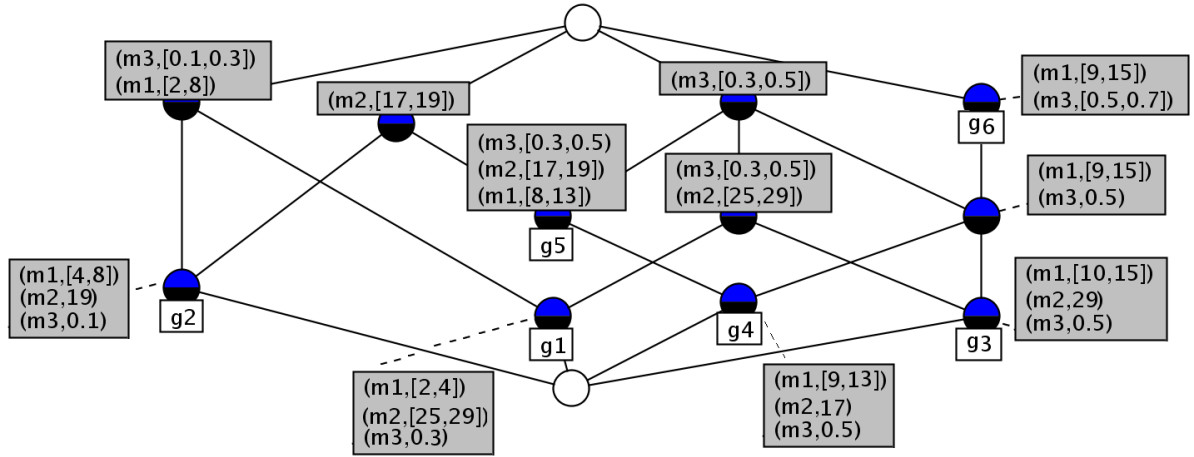 (m3,[0.1,0.3])
(m1,[2,8])
(m2,[17,19])
(m3,[0.3,0.5])
(m1,[9,15])
(m3,[0.5,0.7])
g6
(m3,[0.3,0.5)
(m2,[17,19])
(m1,[8,13])
g5
(m3,[0.3,0.5])
(m2,[25,29])
(m1,[9,15])
(m3,0.5)
(m1,[4,8])
(m2,19)
(m3,0.1)
g2
g1
g4
(m1,[10,15])
(m2,29)
(m3,0.5)
g3
(m1,[2,4])
(m2,[25,29])
(m3,0.3)
(m1,[9,13])
(m2,17)
(m3,0.5)